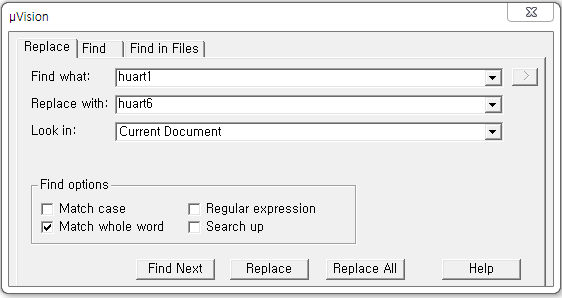 µVision
Replace Find Find in Files
Find what: huart1 >
Replace with: huart6
Look in: Current Document
Find options
Match case Regular expression
Match whole word Search up
Find Next Replace Replace All Help